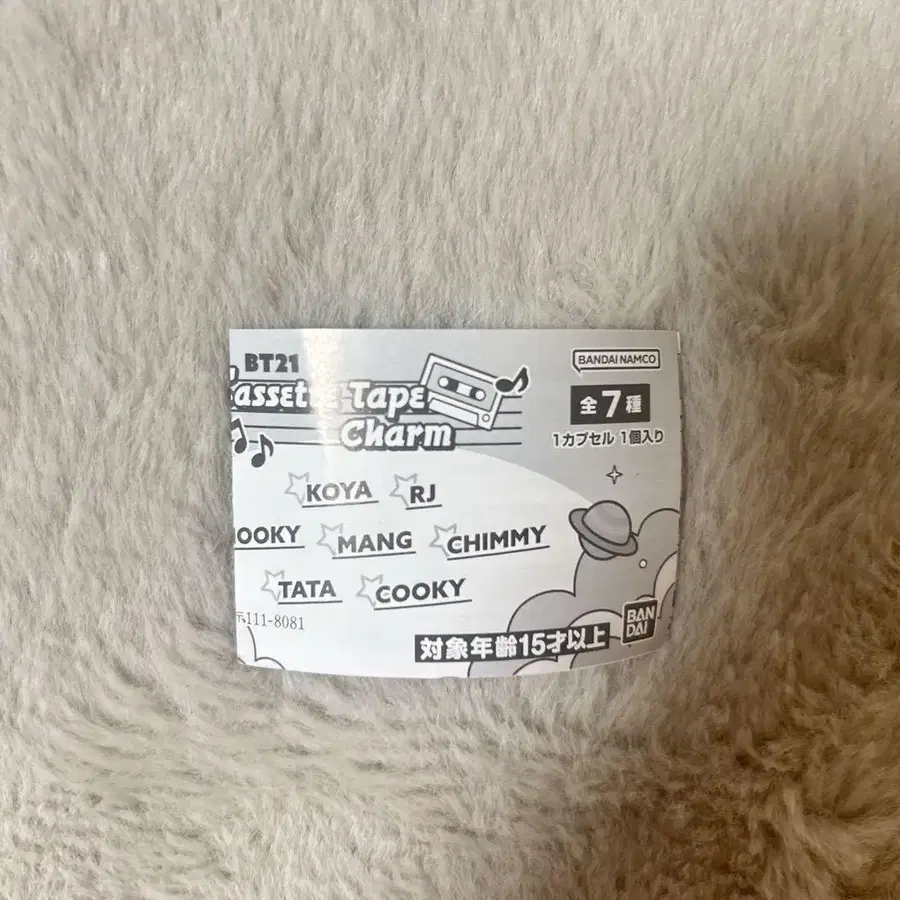 BT21
Cassette Tape
Charm
BANDAI NAMCO
全7種
1カプセル 1個入り
KOYA RJ
OOKY MANG CHIMMY
TATA COOKY
〒111-8081
対象年齢15才以上
BAN
DAI